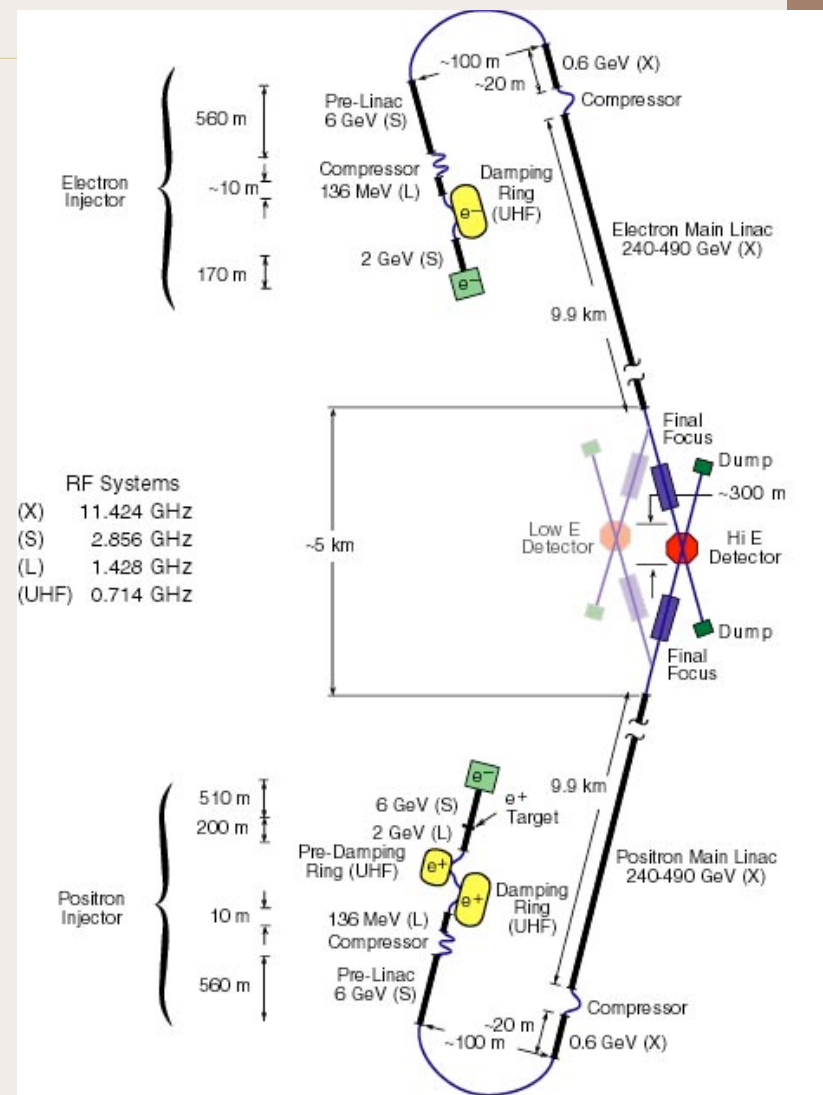 ~100 m
0.6 GeV (X)
~20 m
Compressor
Pre-Linac
6 GeV (S)
560 m
Compressor
136 MeV (L)
Damping
Ring
(UHF)
Electron
Injector
~10 m
e−
2 GeV (S)
170 m
e−
Electron Main Linac
240-490 GeV (X)
9.9 km
Final
Focus
Dump
~300 m
RF Systems
(X) 11.424 GHz
(S) 2.856 GHz
(L) 1.428 GHz
(UHF) 0.714 GHz
~5 km
Low E
Detector
Hi E
Detector
Dump
Final
Focus
9.9 km
e−
510 m
6 GeV (S)
e+
Target
200 m
2 GeV (L)
Pre-Damping
Ring (UHF)
e+
e+
Damping
Ring
(UHF)
Positron Main Linac
240-490 GeV (X)
Positron
Injector
10 m
136 MeV (L)
Compressor
Pre-Linac
6 GeV (S)
560 m
Compressor
~20 m
~100 m
0.6 GeV (X)